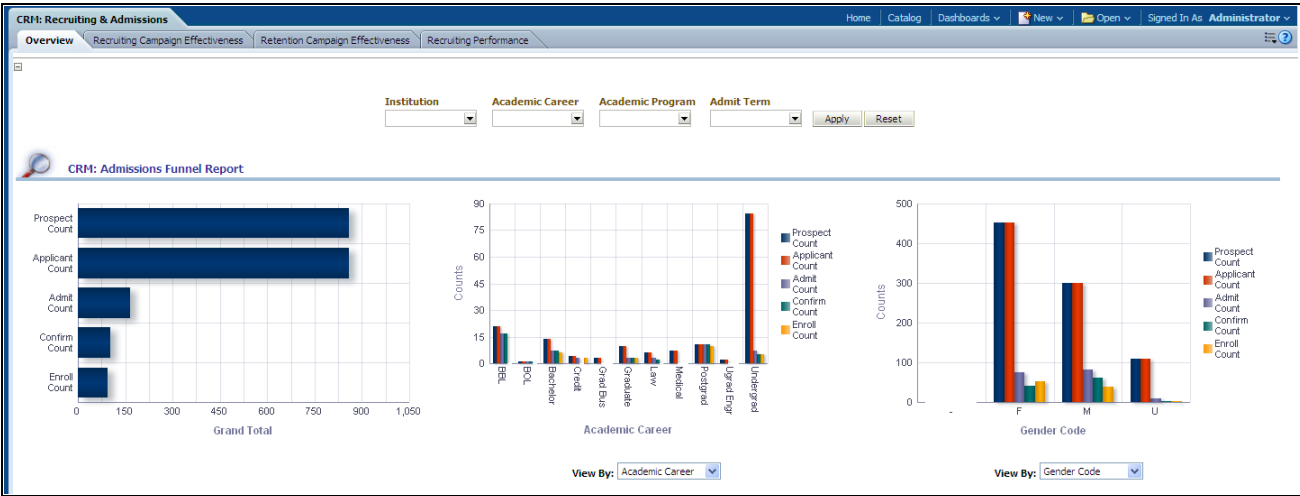 CRM: Recruiting & Admissions
Home Catalog Dashboards New Open Signed In As Administrator
Overview Recruiting Campaign Effectiveness Retention Campaign Effectiveness Recruiting Performance
Institution Academic Career Academic Program Admit Term
Apply Reset
CRM: Admissions Funnel Report
Prospect
Count
Applicant
Count
Admit
Count
Confirm
Count
Enroll
Count
0 150 300 450 600 750 900 1,050
Grand Total
90
75
60
45
30
15
0
Counts
BBL BOL Bachelor Credit Grad Bus Graduate Law Medical Postgrad Ugrad Engr Undergrad
Academic Career
Prospect
Count
Applicant
Count
Admit
Count
Confirm
Count
Enroll
Count
View By: Academic Career
500
400
300
200
100
0
Counts
- F M U
Gender Code
Prospect
Count
Applicant
Count
Admit
Count
Confirm
Count
Enroll
Count
View By: Gender Code